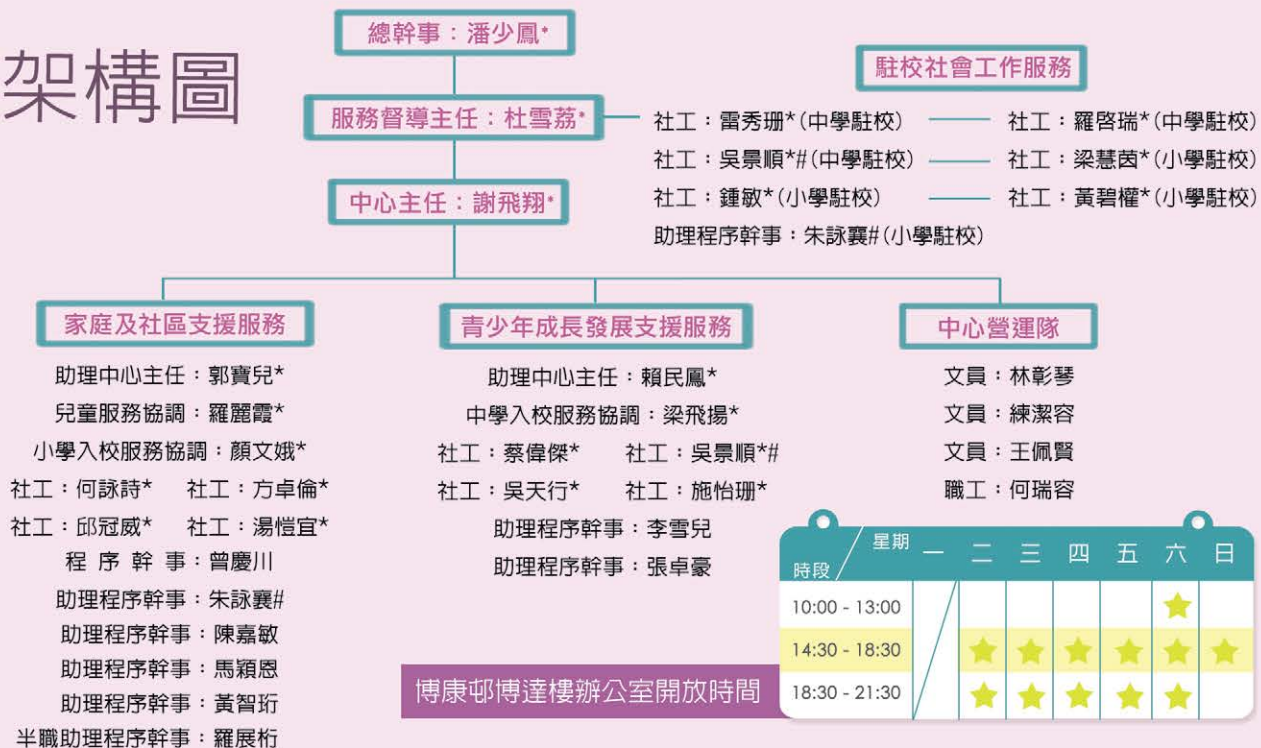 架構圖
總幹事：潘少鳳*
服務督導主任：杜雪荔*
中心主任：謝飛翔*
駐校社會工作服務
社工：雷秀珊*(中學駐校) 社工：羅啓瑞*(中學駐校)
社工：吳景順*#(中學駐校) 社工：梁慧茵*(小學駐校)
社工：鍾敏*(小學駐校) 社工：黃碧權*(小學駐校)
助理程序幹事：朱詠襄#(小學駐校)
家庭及社區支援服務
助理中心主任：郭寶兒*
兒童服務協調：羅麗霞*
小學入校服務協調：顏文娥*
社工：何詠詩* 社工：方卓倫*
社工：邱冠威* 社工：湯愷宜*
程序幹事：曾慶川
助理程序幹事：朱詠襄#
助理程序幹事：陳嘉敏
助理程序幹事：馬穎恩
助理程序幹事：黃智珩
半職助理程序幹事：羅展桁
青少年成長發展支援服務
助理中心主任：賴民鳳*
中學入校服務協調：梁飛揚*
社工：蔡偉傑* 社工：吳景順*#
社工：吳天行* 社工：施怡珊*
助理程序幹事：李雪兒
助理程序幹事：張卓豪
中心營運隊
文員：林彰琴
文員：練潔容
文員：王佩賢
職工：何瑞容
博康邨博達樓辦公室開放時間
時段 星期 一 二 三 四 五 六 日
10:00 - 13:00
14:30 - 18:30
18:30 - 21:30